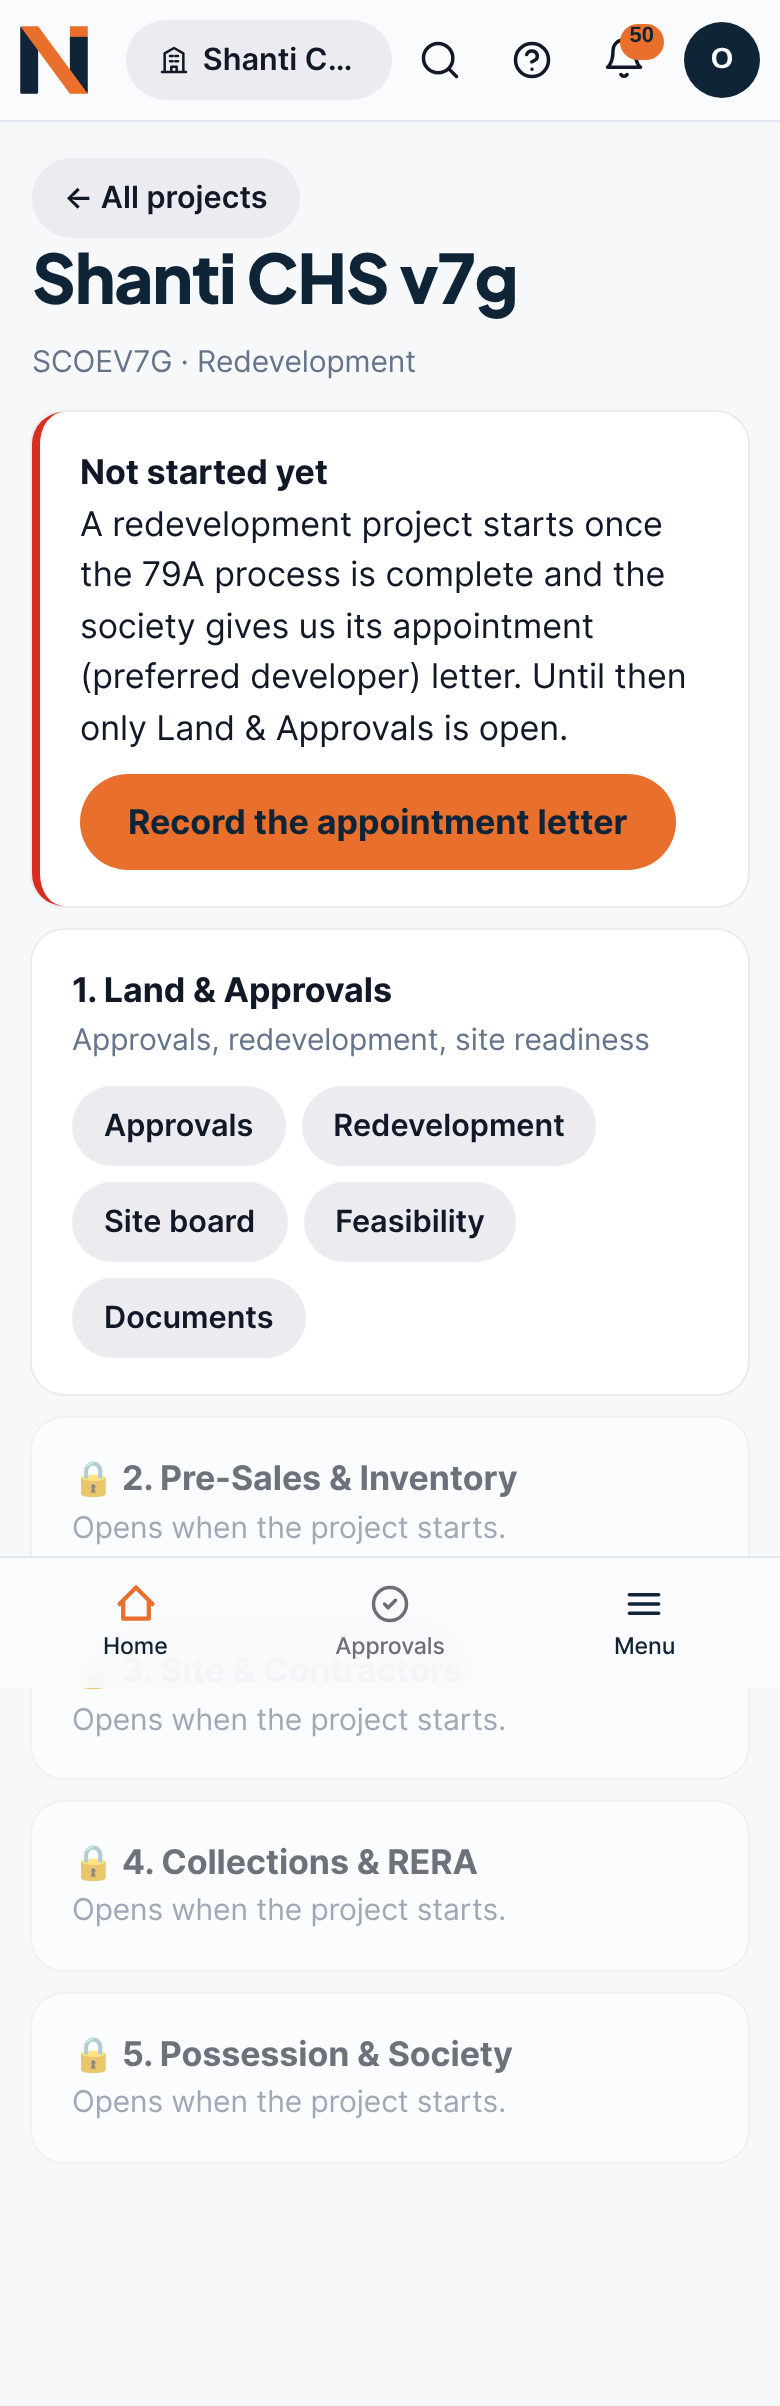 Shanti C...
50
O
← All projects
Shanti CHS v7g
SCOEV7G · Redevelopment
Not started yet
A redevelopment project starts once
the 79A process is complete and the
society gives us its appointment
(preferred developer) letter. Until then
only Land & Approvals is open.
Record the appointment letter
1. Land & Approvals
Approvals, redevelopment, site readiness
Approvals
Redevelopment
Site board
Feasibility
Documents
2. Pre-Sales & Inventory
Opens when the project starts.
Home
Approvals
Menu
3. Site & Contractors
Opens when the project starts.
4. Collections & RERA
Opens when the project starts.
5. Possession & Society
Opens when the project starts.